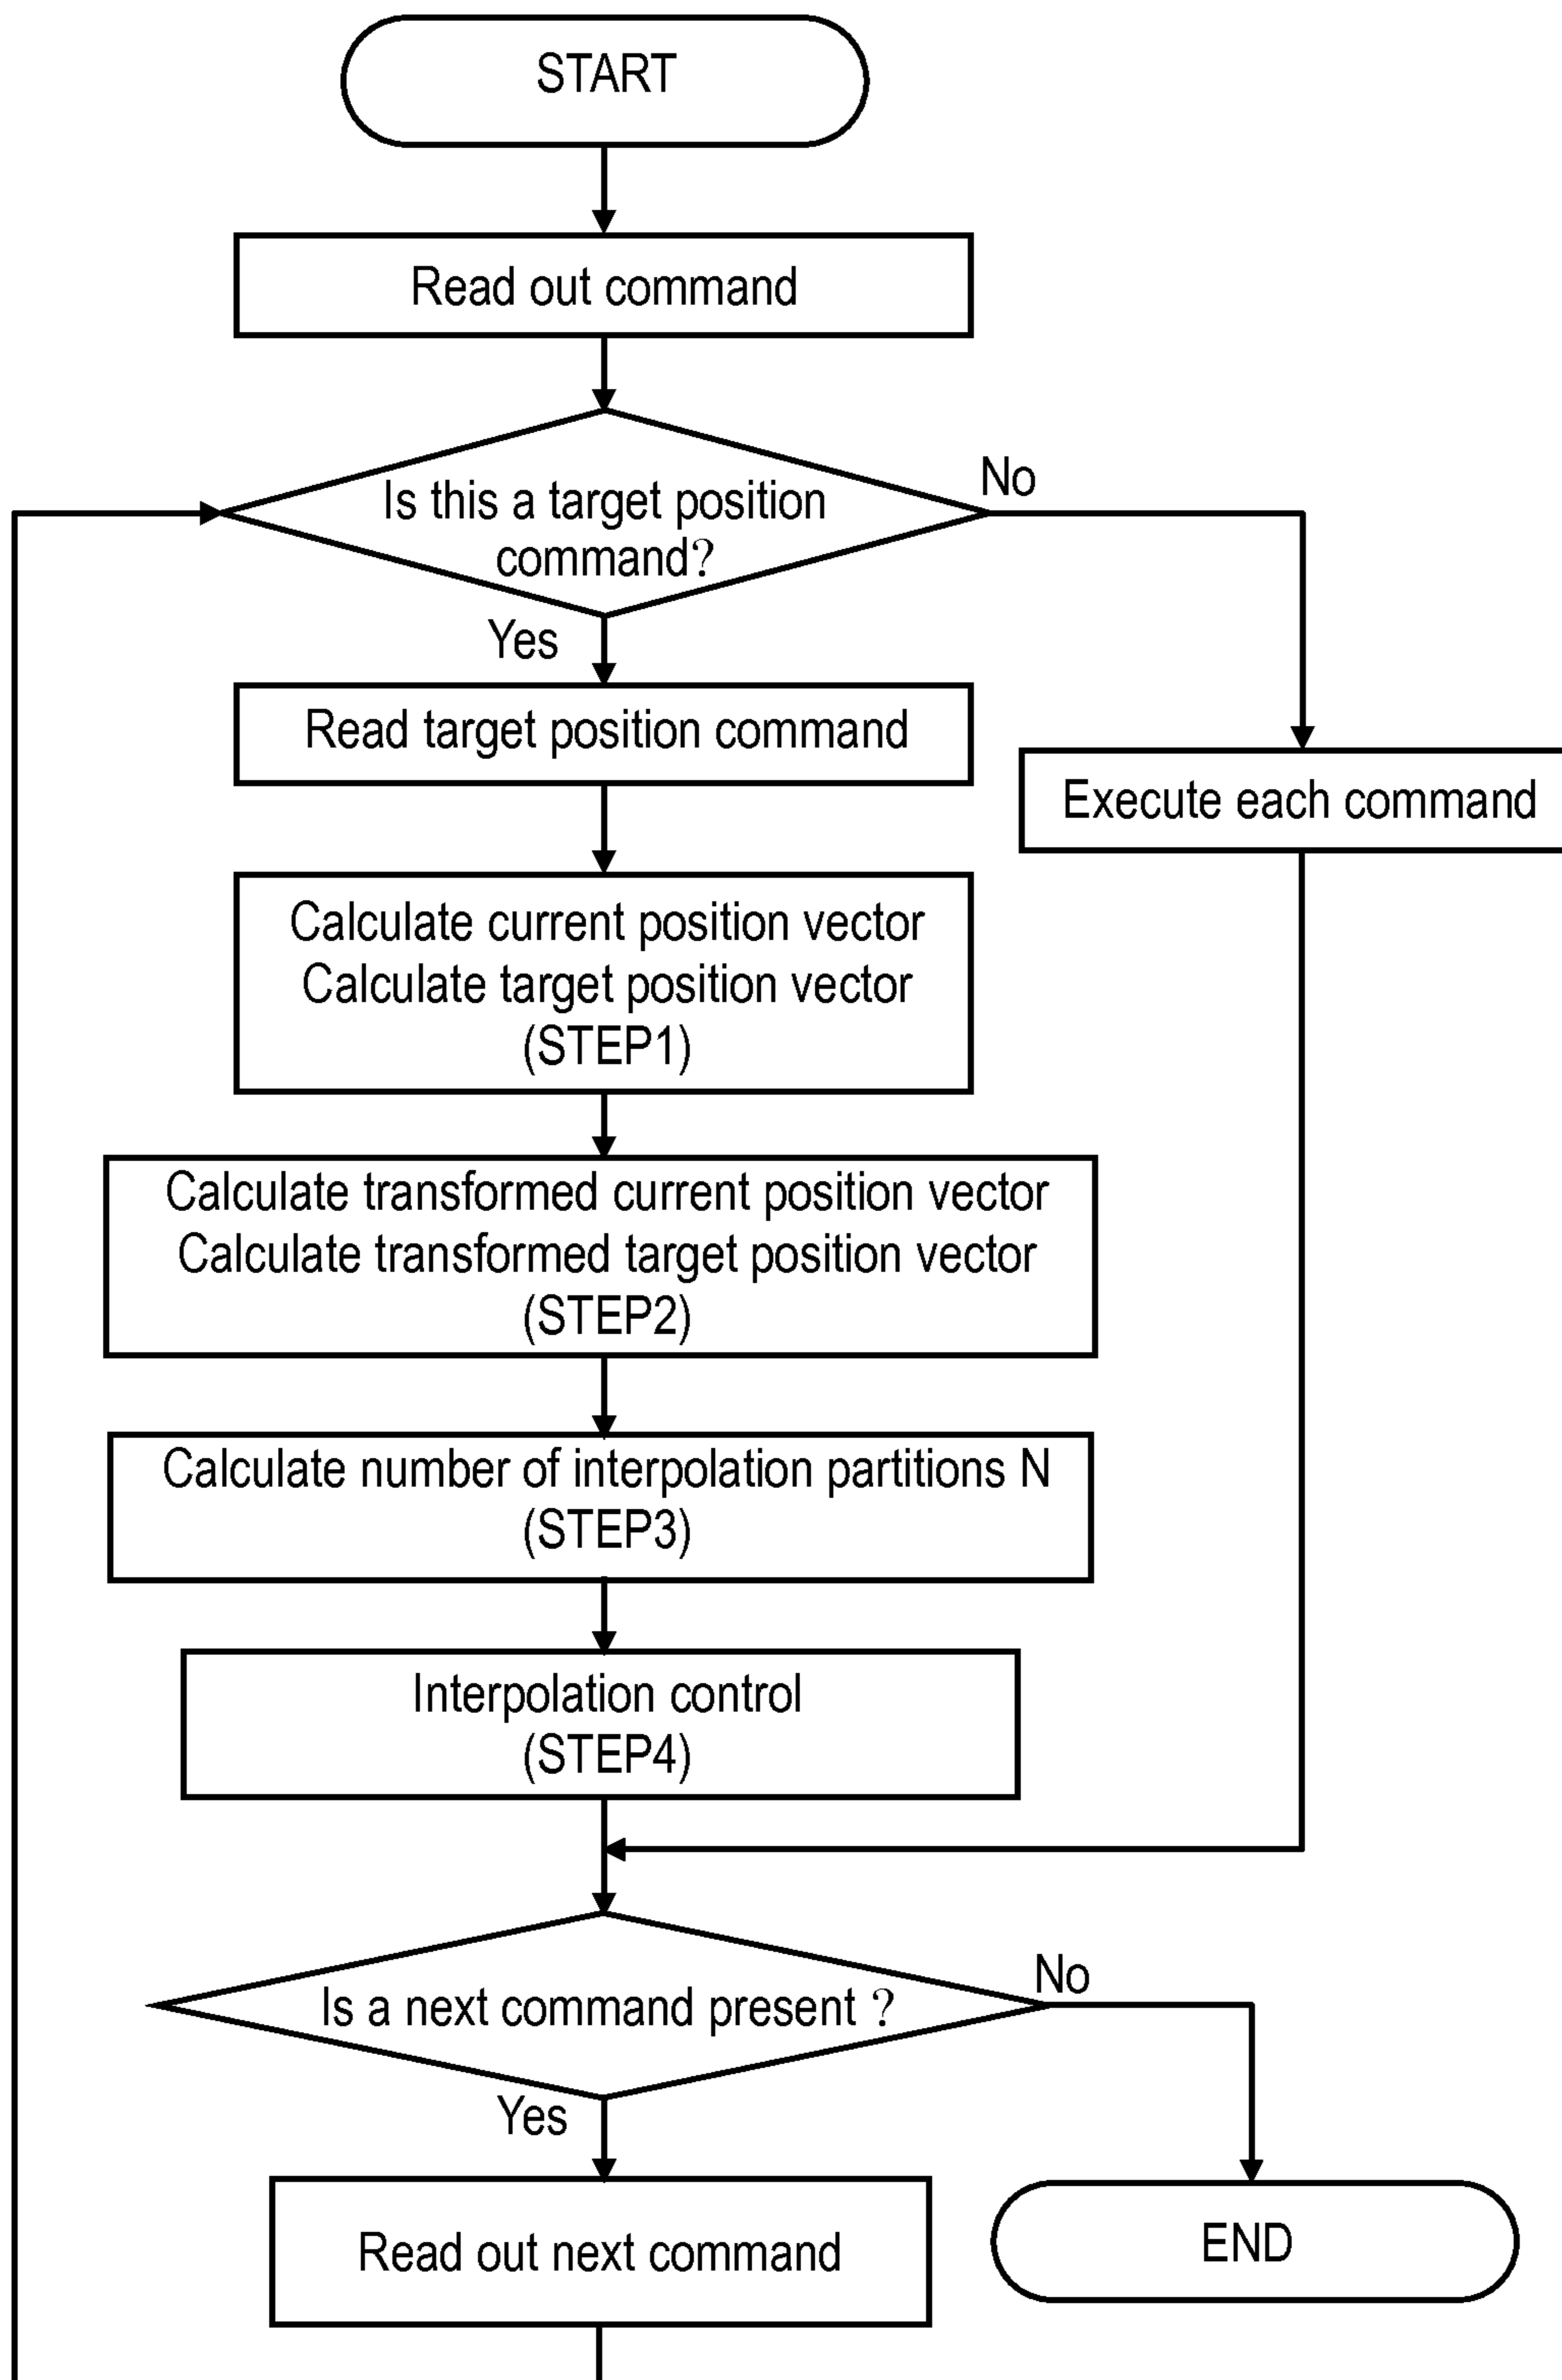 START
Read out command
Is this a target position
command?
No
Yes
Read target position command
Execute each command
Calculate current position vector
Calculate target position vector
(STEP1)
Calculate transformed current position vector
Calculate transformed target position vector
(STEP2)
Calculate number of interpolation partitions N
(STEP3)
Interpolation control
(STEP4)
Is a next command present ?
No
Yes
Read out next command
END